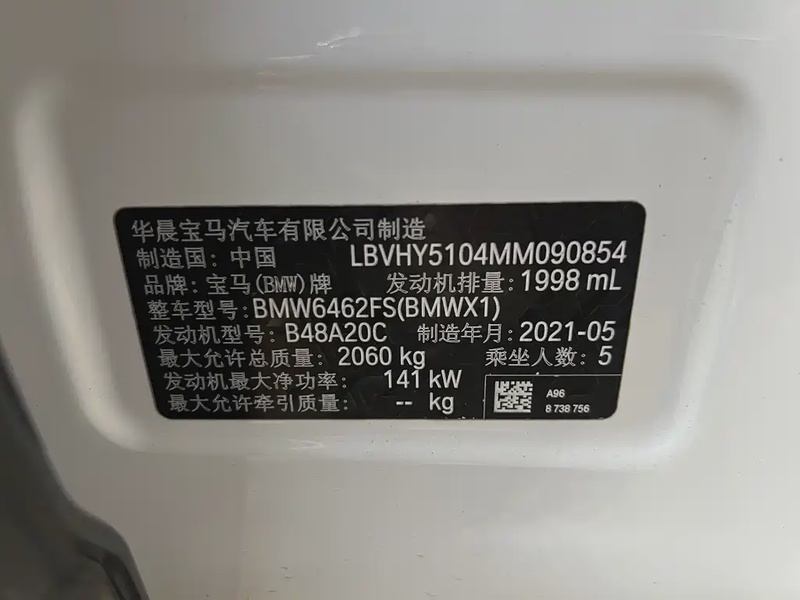 华晨宝马汽车有限公司制造
制造国: 中国 LBVHY5104MM090854
品牌: 宝马(BMW)牌 发动机排量: 1998 mL
整车型号: BMW6462FS(BMWX1)
发动机型号: B48A20C 制造年月: 2021-05
最大允许总质量: 2060 kg 乘坐人数: 5
发动机最大净功率: 141 kW
最大允许牵引质量: -- kg
A96
8 738 756